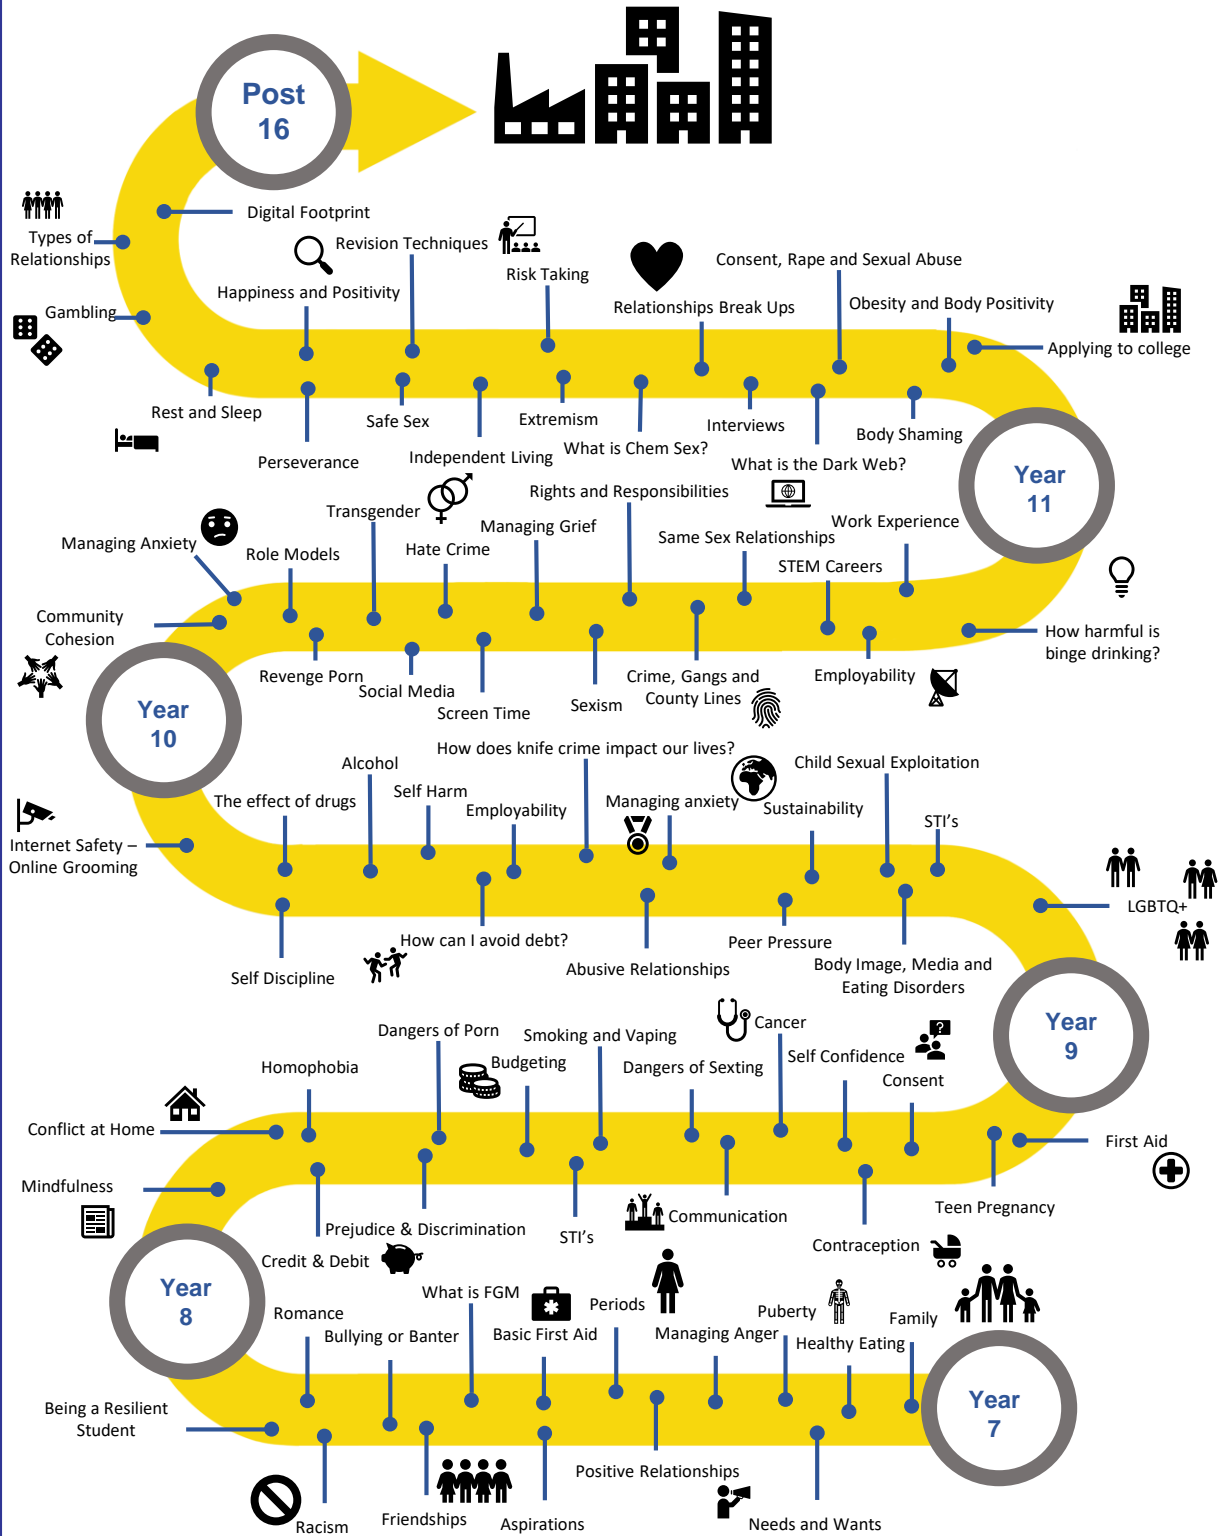 Post
16
Digital Footprint
Types of
Relationships
Revision Techniques
Risk Taking
Consent, Rape and Sexual Abuse
Happiness and Positivity
Relationships Break Ups
Obesity and Body Positivity
Gambling
Applying to college
Rest and Sleep
Safe Sex
Extremism
Interviews
Body Shaming
Perseverance
Independent Living
What is Chem Sex?
What is the Dark Web?
Year
11
Rights and Responsibilities
Transgender
Managing Grief
Work Experience
Managing Anxiety
Role Models
Hate Crime
Same Sex Relationships
STEM Careers
Community
Cohesion
How harmful is
binge drinking?
Revenge Porn
Social Media
Screen Time
Sexism
Crime, Gangs and
County Lines
Employability
Year
10
How does knife crime impact our lives?
Alcohol
Child Sexual Exploitation
The effect of drugs
Self Harm
Employability
Managing anxiety
Sustainability
STI's
Internet Safety –
Online Grooming
LGBTQ+
Self Discipline
How can I avoid debt?
Abusive Relationships
Peer Pressure
Body Image, Media and
Eating Disorders
Year
9
Dangers of Porn
Smoking and Vaping
Cancer
Homophobia
Budgeting
Dangers of Sexting
Self Confidence
Consent
Conflict at Home
First Aid
Mindfulness
Credit & Debit
Prejudice & Discrimination
STI's
Communication
Contraception
Teen Pregnancy
Year
8
What is FGM
Romance
Bullying or Banter
Basic First Aid
Periods
Managing Anger
Puberty
Healthy Eating
Family
Year
7
Being a Resilient
Student
Racism
Friendships
Aspirations
Positive Relationships
Needs and Wants